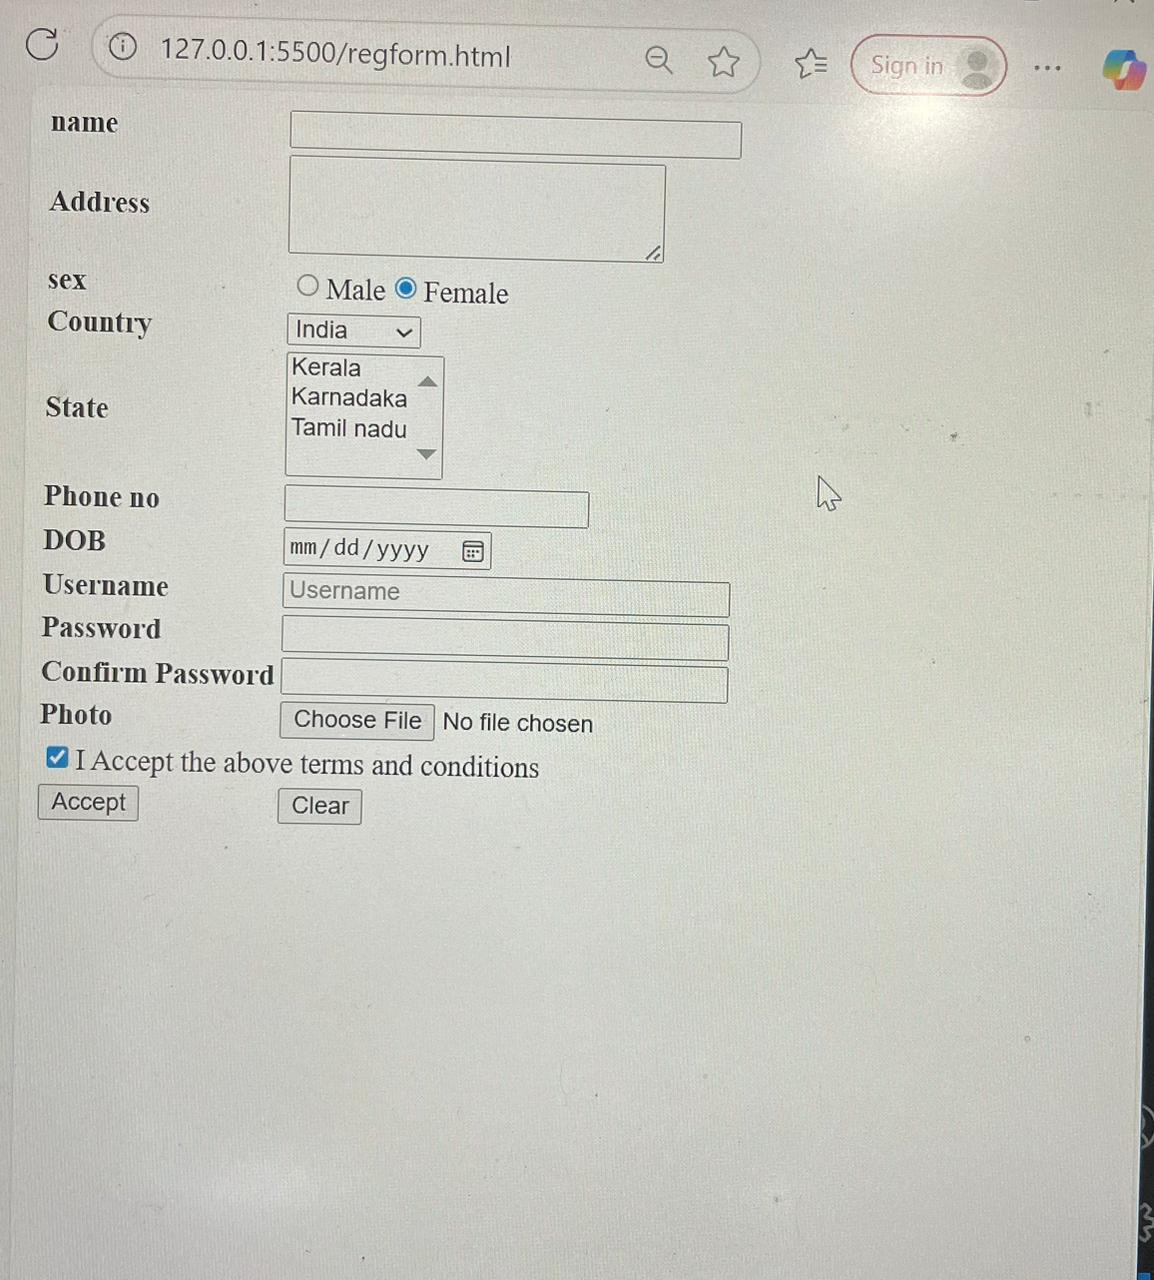 127.0.0.1:5500/regform.html
Sign in
name
Address
sex Male Female
Country India
Kerala
Karnadaka
State
Tamil nadu
Phone no
DOB mm/dd/yyyy
Username Username
Password
Confirm Password
Photo Choose File No file chosen
I Accept the above terms and conditions
Accept Clear